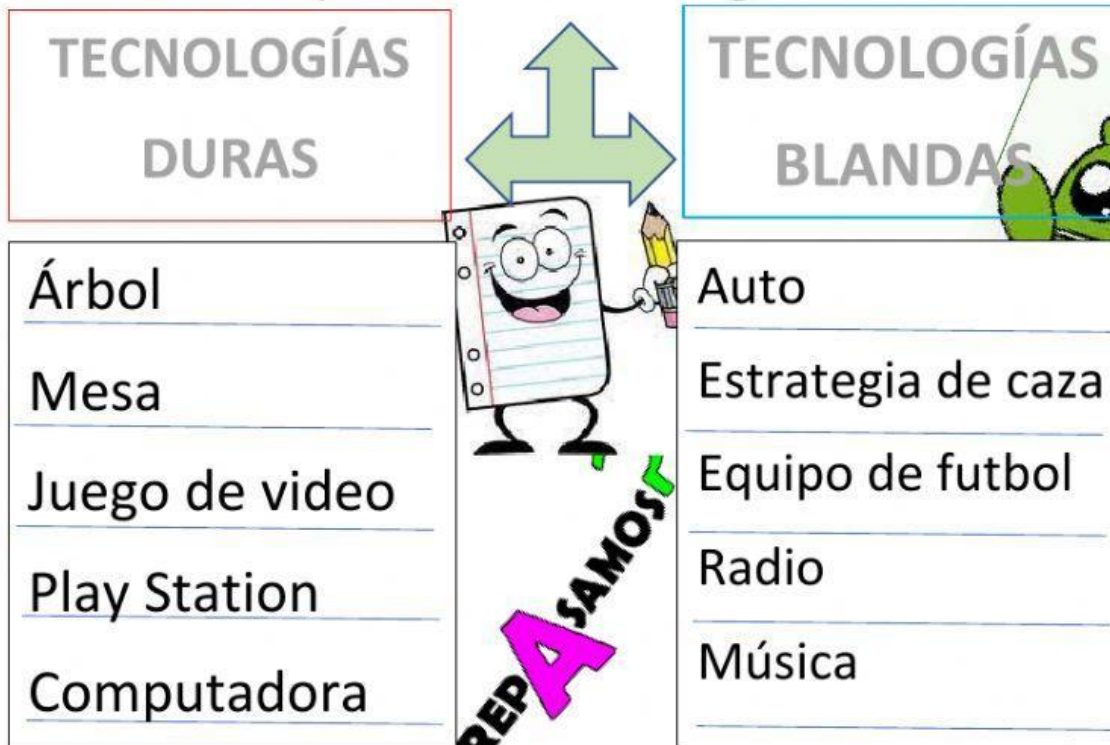 TECNOLOGÍAS
DURAS
TECNOLOGÍAS
BLANDAS
Árbol
Mesa
Juego de video
Play Station
Computadora
REPASAMOS
Auto
Estrategia de caza
Equipo de futbol
Radio
Música